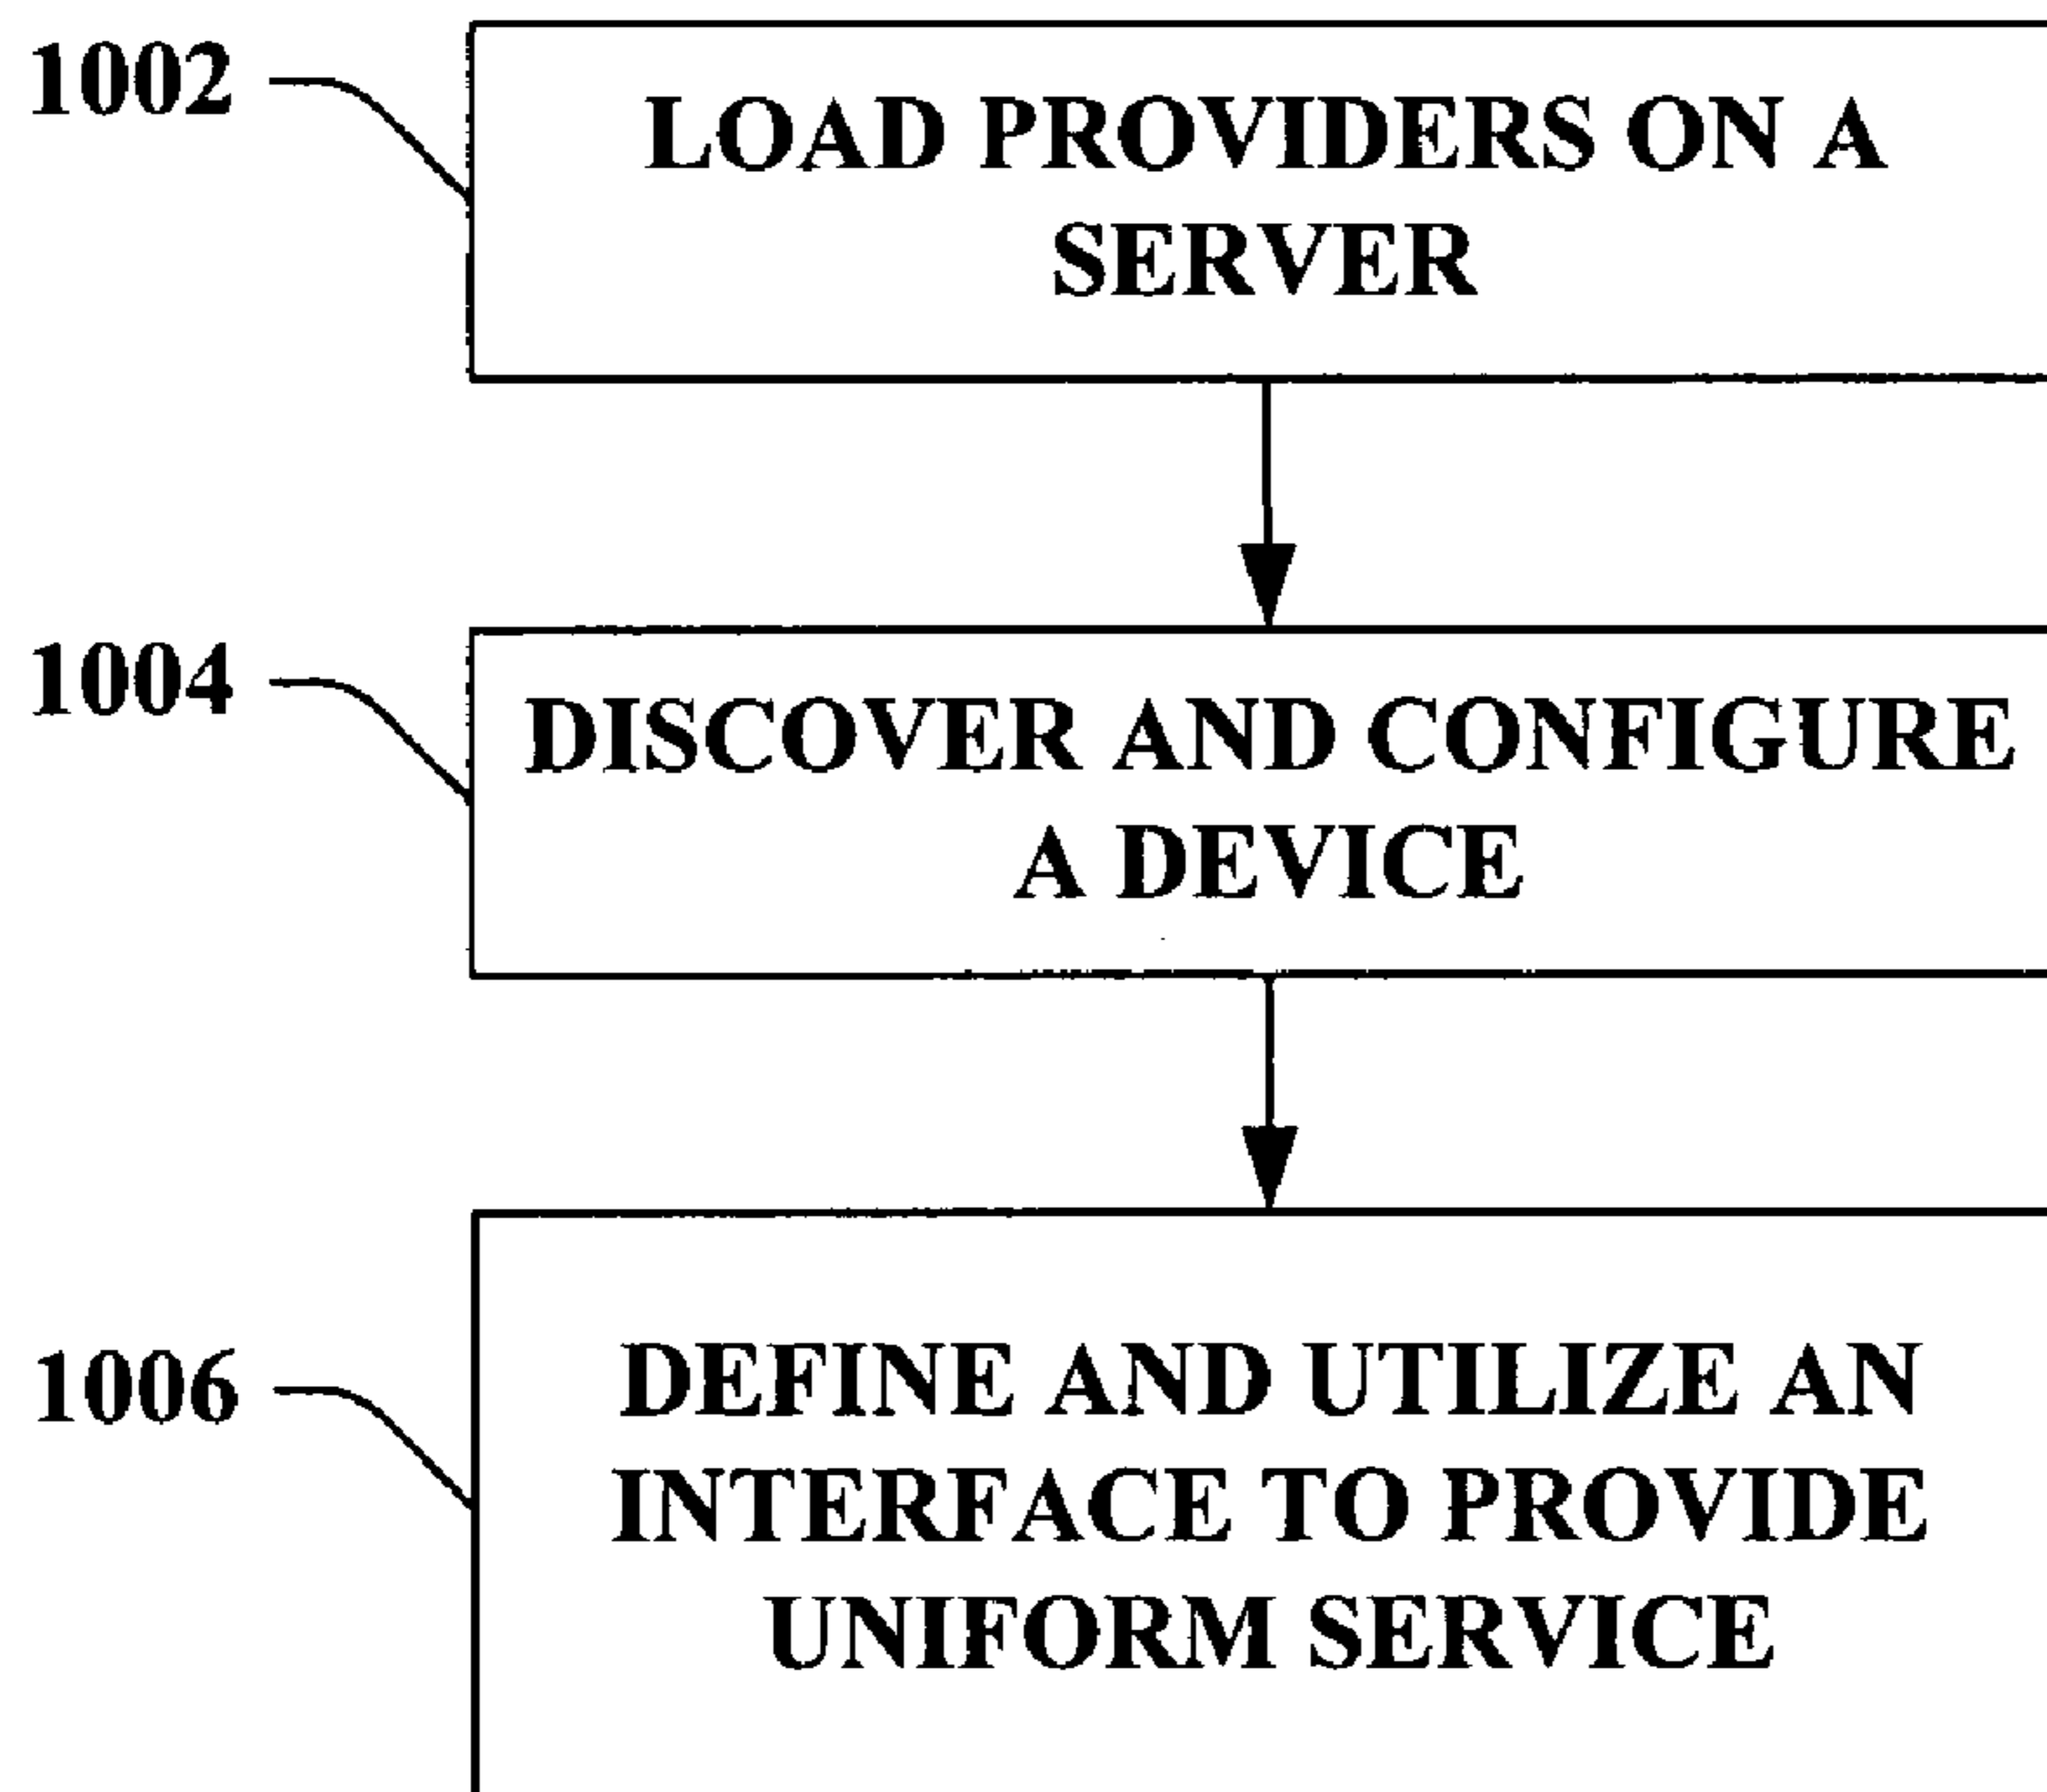 1002
LOAD PROVIDERS ON A
SERVER
1004
DISCOVER AND CONFIGURE
A DEVICE
1006
DEFINE AND UTILIZE AN
INTERFACE TO PROVIDE
UNIFORM SERVICE